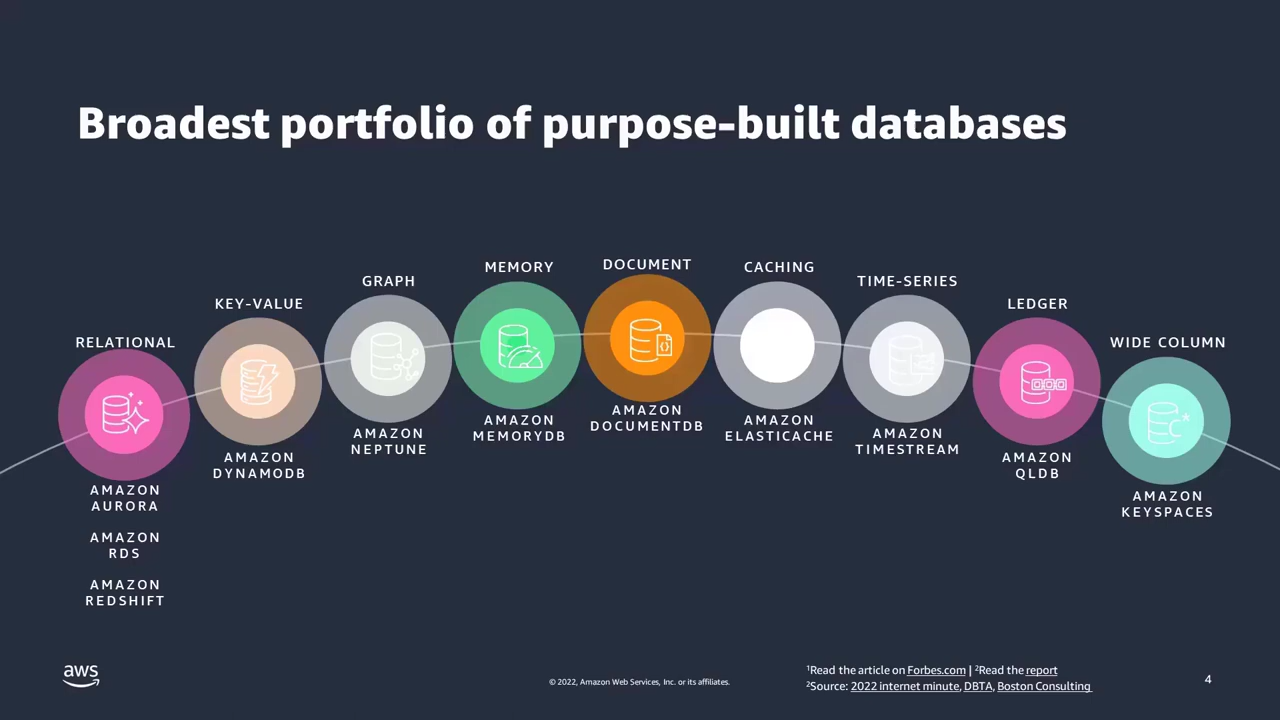 Broadest portfolio of purpose-built databases
RELATIONAL
AMAZON
AURORA
AMAZON
RDS
AMAZON
REDSHIFT
KEY-VALUE
AMAZON
DYNAMODB
GRAPH
AMAZON
NEPTUNE
MEMORY
AMAZON
MEMORYDB
DOCUMENT
{}
AMAZON
DOCUMENTDB
CACHING
AMAZON
ELASTICACHE
TIME-SERIES
AMAZON
TIMESTREAM
LEDGER
AMAZON
QLDB
WIDE COLUMN
AMAZON
KEYSPACES
aws
© 2022, Amazon Web Services, Inc. or its affiliates.
¹Read the article on Forbes.com | ²Read the report
²Source: 2022 internet minute, DBTA, Boston Consulting
4